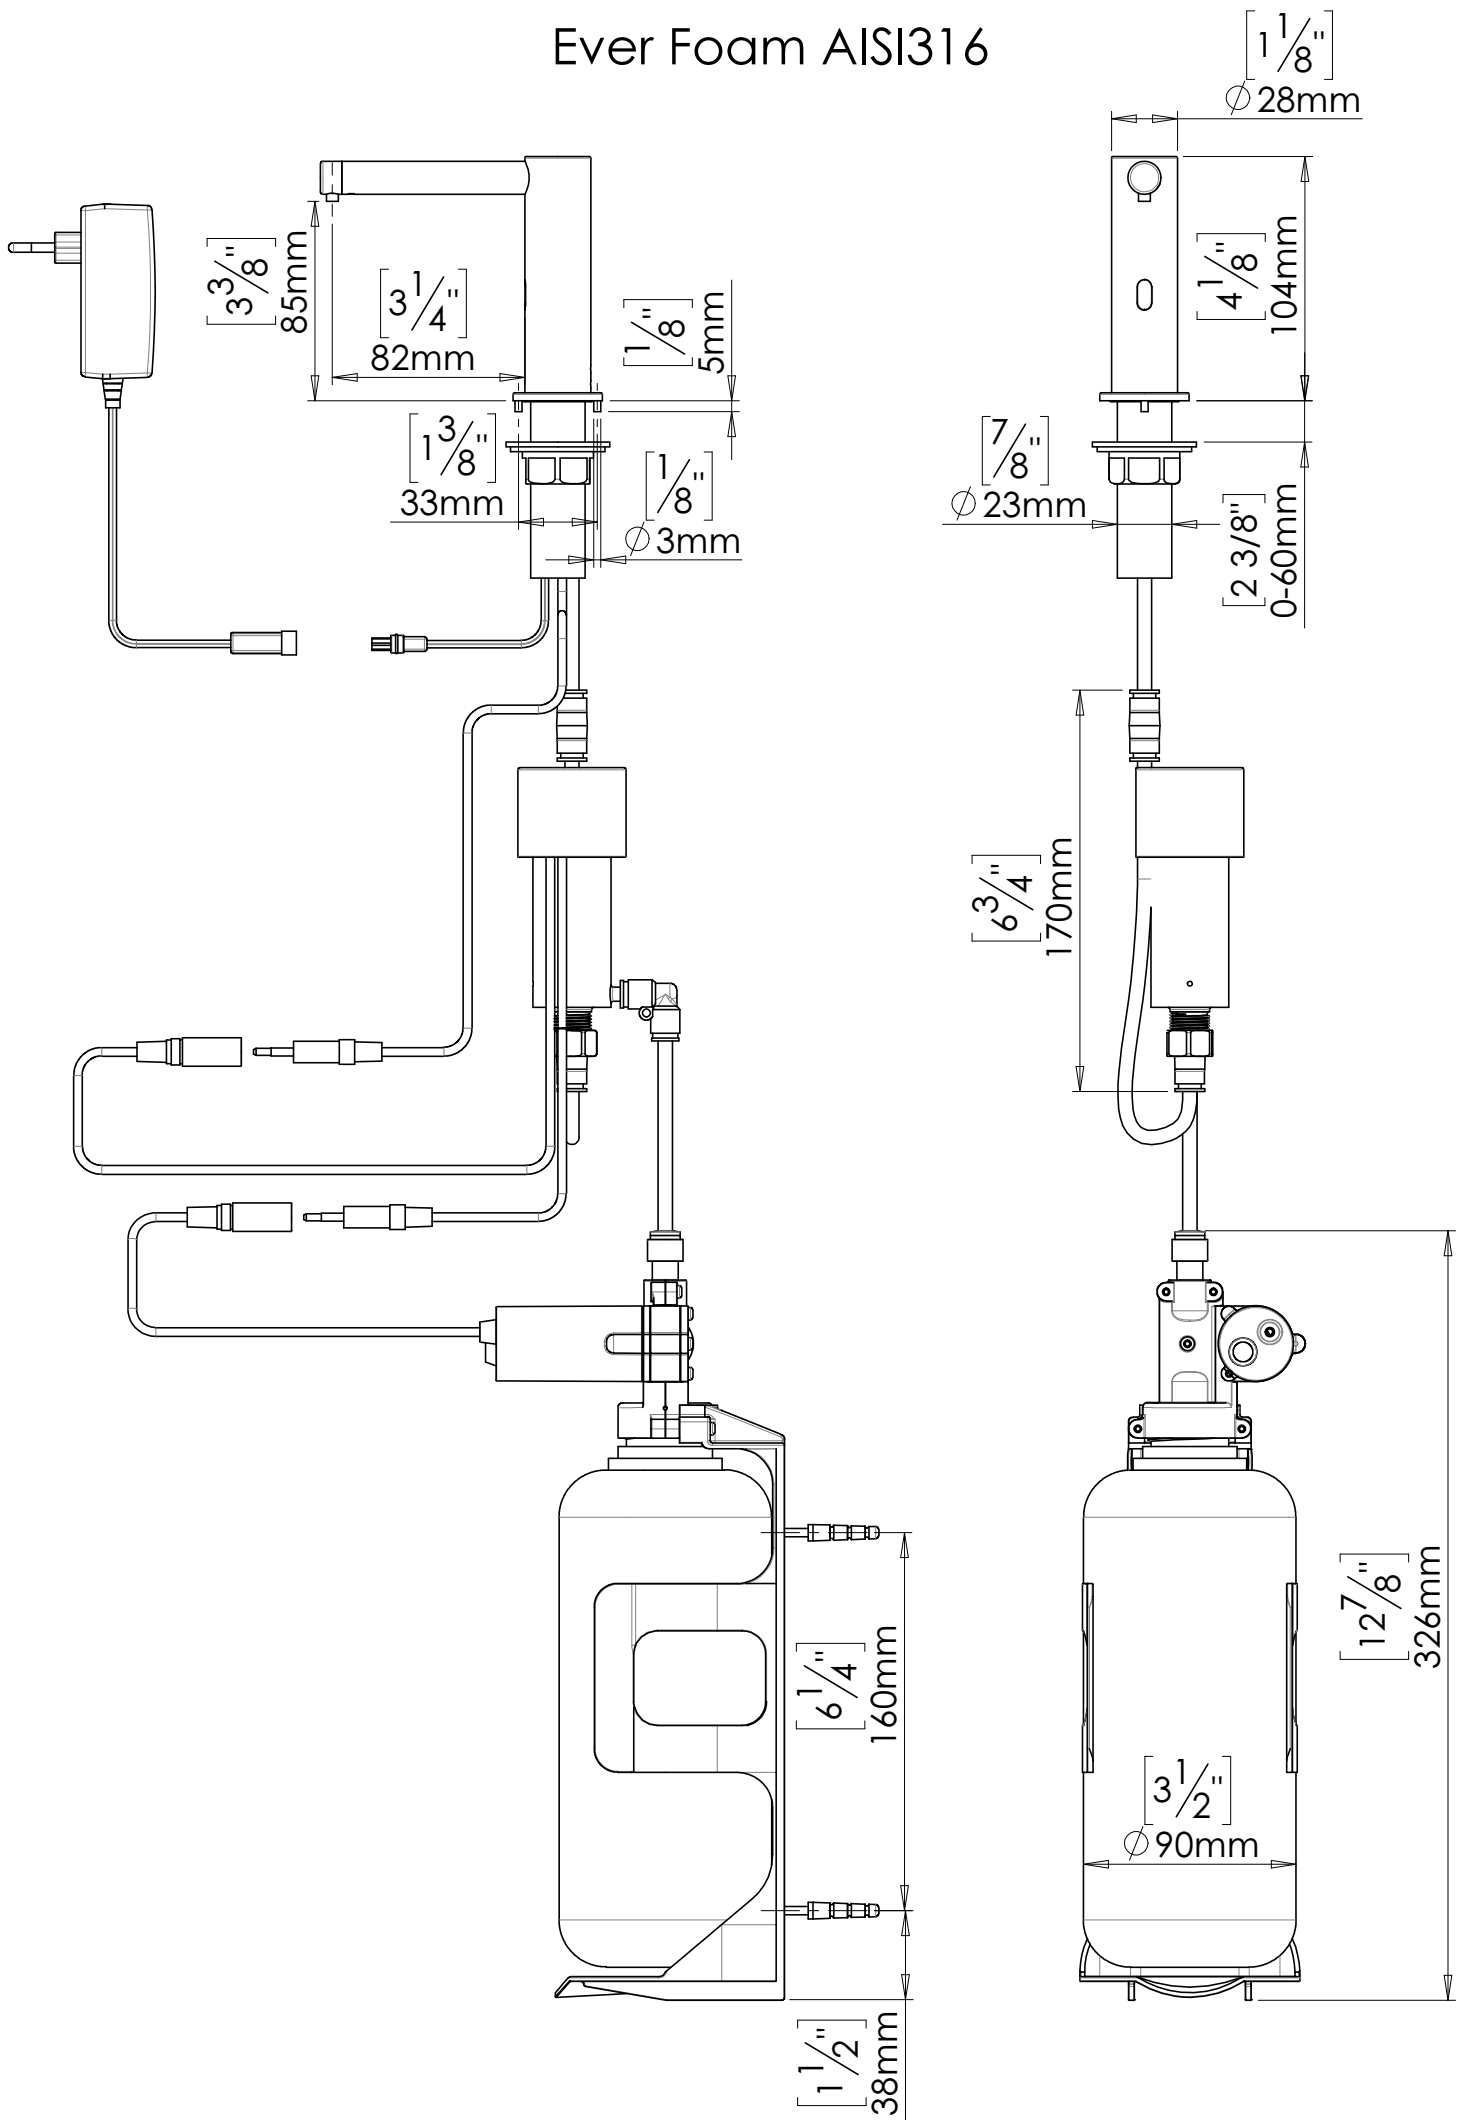 Ever Foam AISI316
[1 1/8"]
∅ 28mm
[3 3/8"]
85mm
[3 1/4"]
82mm
[1/8"]
5mm
[4 1/8"]
104mm
[1 3/8"]
33mm
[1/8"]
∅ 3mm
[7/8"]
∅ 23mm
[2 3/8"]
0-60mm
[6 3/4"]
170mm
[12 7/8"]
326mm
[6 1/4"]
160mm
[3 1/2"]
∅ 90mm
[1 1/2"]
38mm